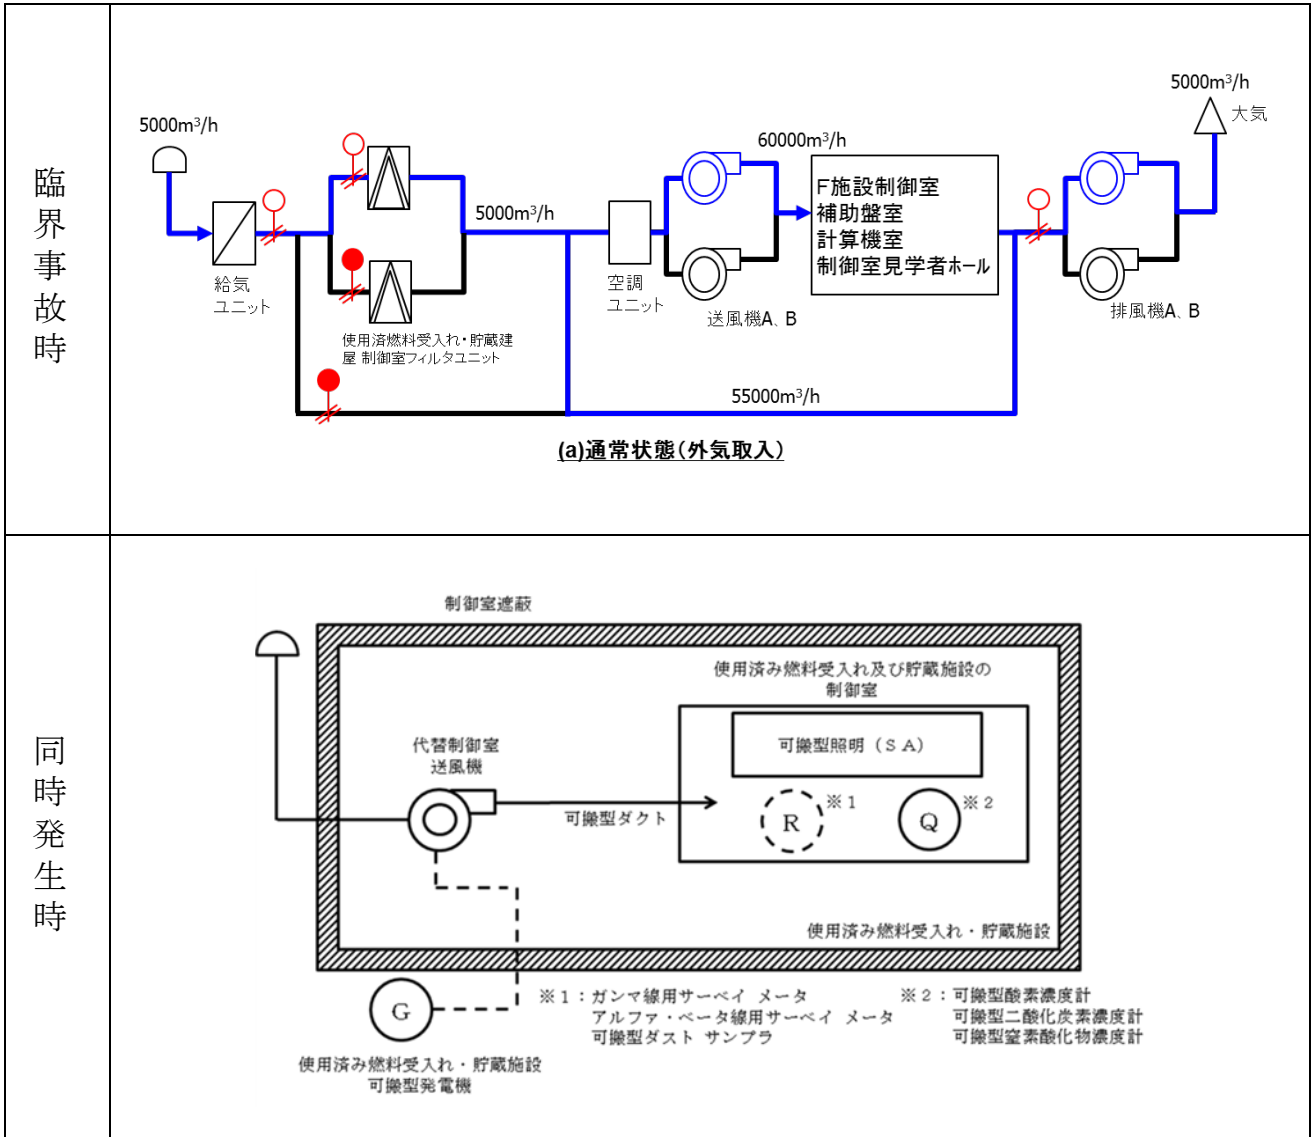 臨界事故時
5000m³/h
5000m³/h
大気
60000m³/h
5000m³/h
F施設制御室
補助盤室
計算機室
制御室見学者ホール
給気
ユニット
空調
ユニット
送風機A、B
排風機A、B
使用済燃料受入れ・貯蔵建
屋 制御室フィルタユニット
55000m³/h
(a)通常状態(外気取入)
同時発生時
制御室遮蔽
使用済み燃料受入れ及び貯蔵施設の
制御室
可搬型照明（ＳＡ）
代替制御室
送風機
可搬型ダクト
R
※１
Q
※２
使用済み燃料受入れ・貯蔵施設
G
使用済み燃料受入れ・貯蔵施設
可搬型発電機
※１：ガンマ線用サーベイ メータ
アルファ・ベータ線用サーベイ メータ
可搬型ダスト サンプラ
※２：可搬型酸素濃度計
可搬型二酸化炭素濃度計
可搬型窒素酸化物濃度計